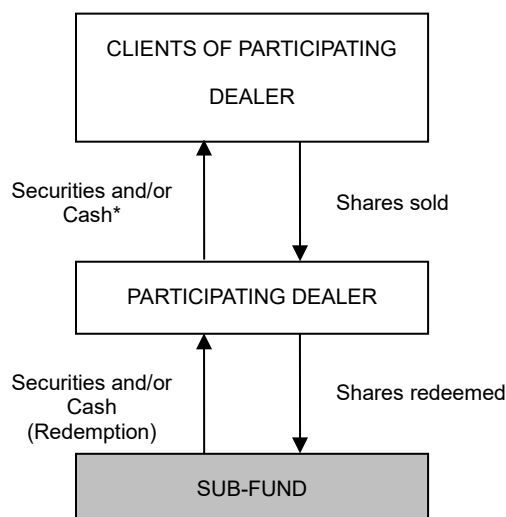 CLIENTS OF PARTICIPATING
DEALER
Securities and/or
Cash*
Shares sold
PARTICIPATING DEALER
Securities and/or
Cash
(Redemption)
Shares redeemed
SUB-FUND